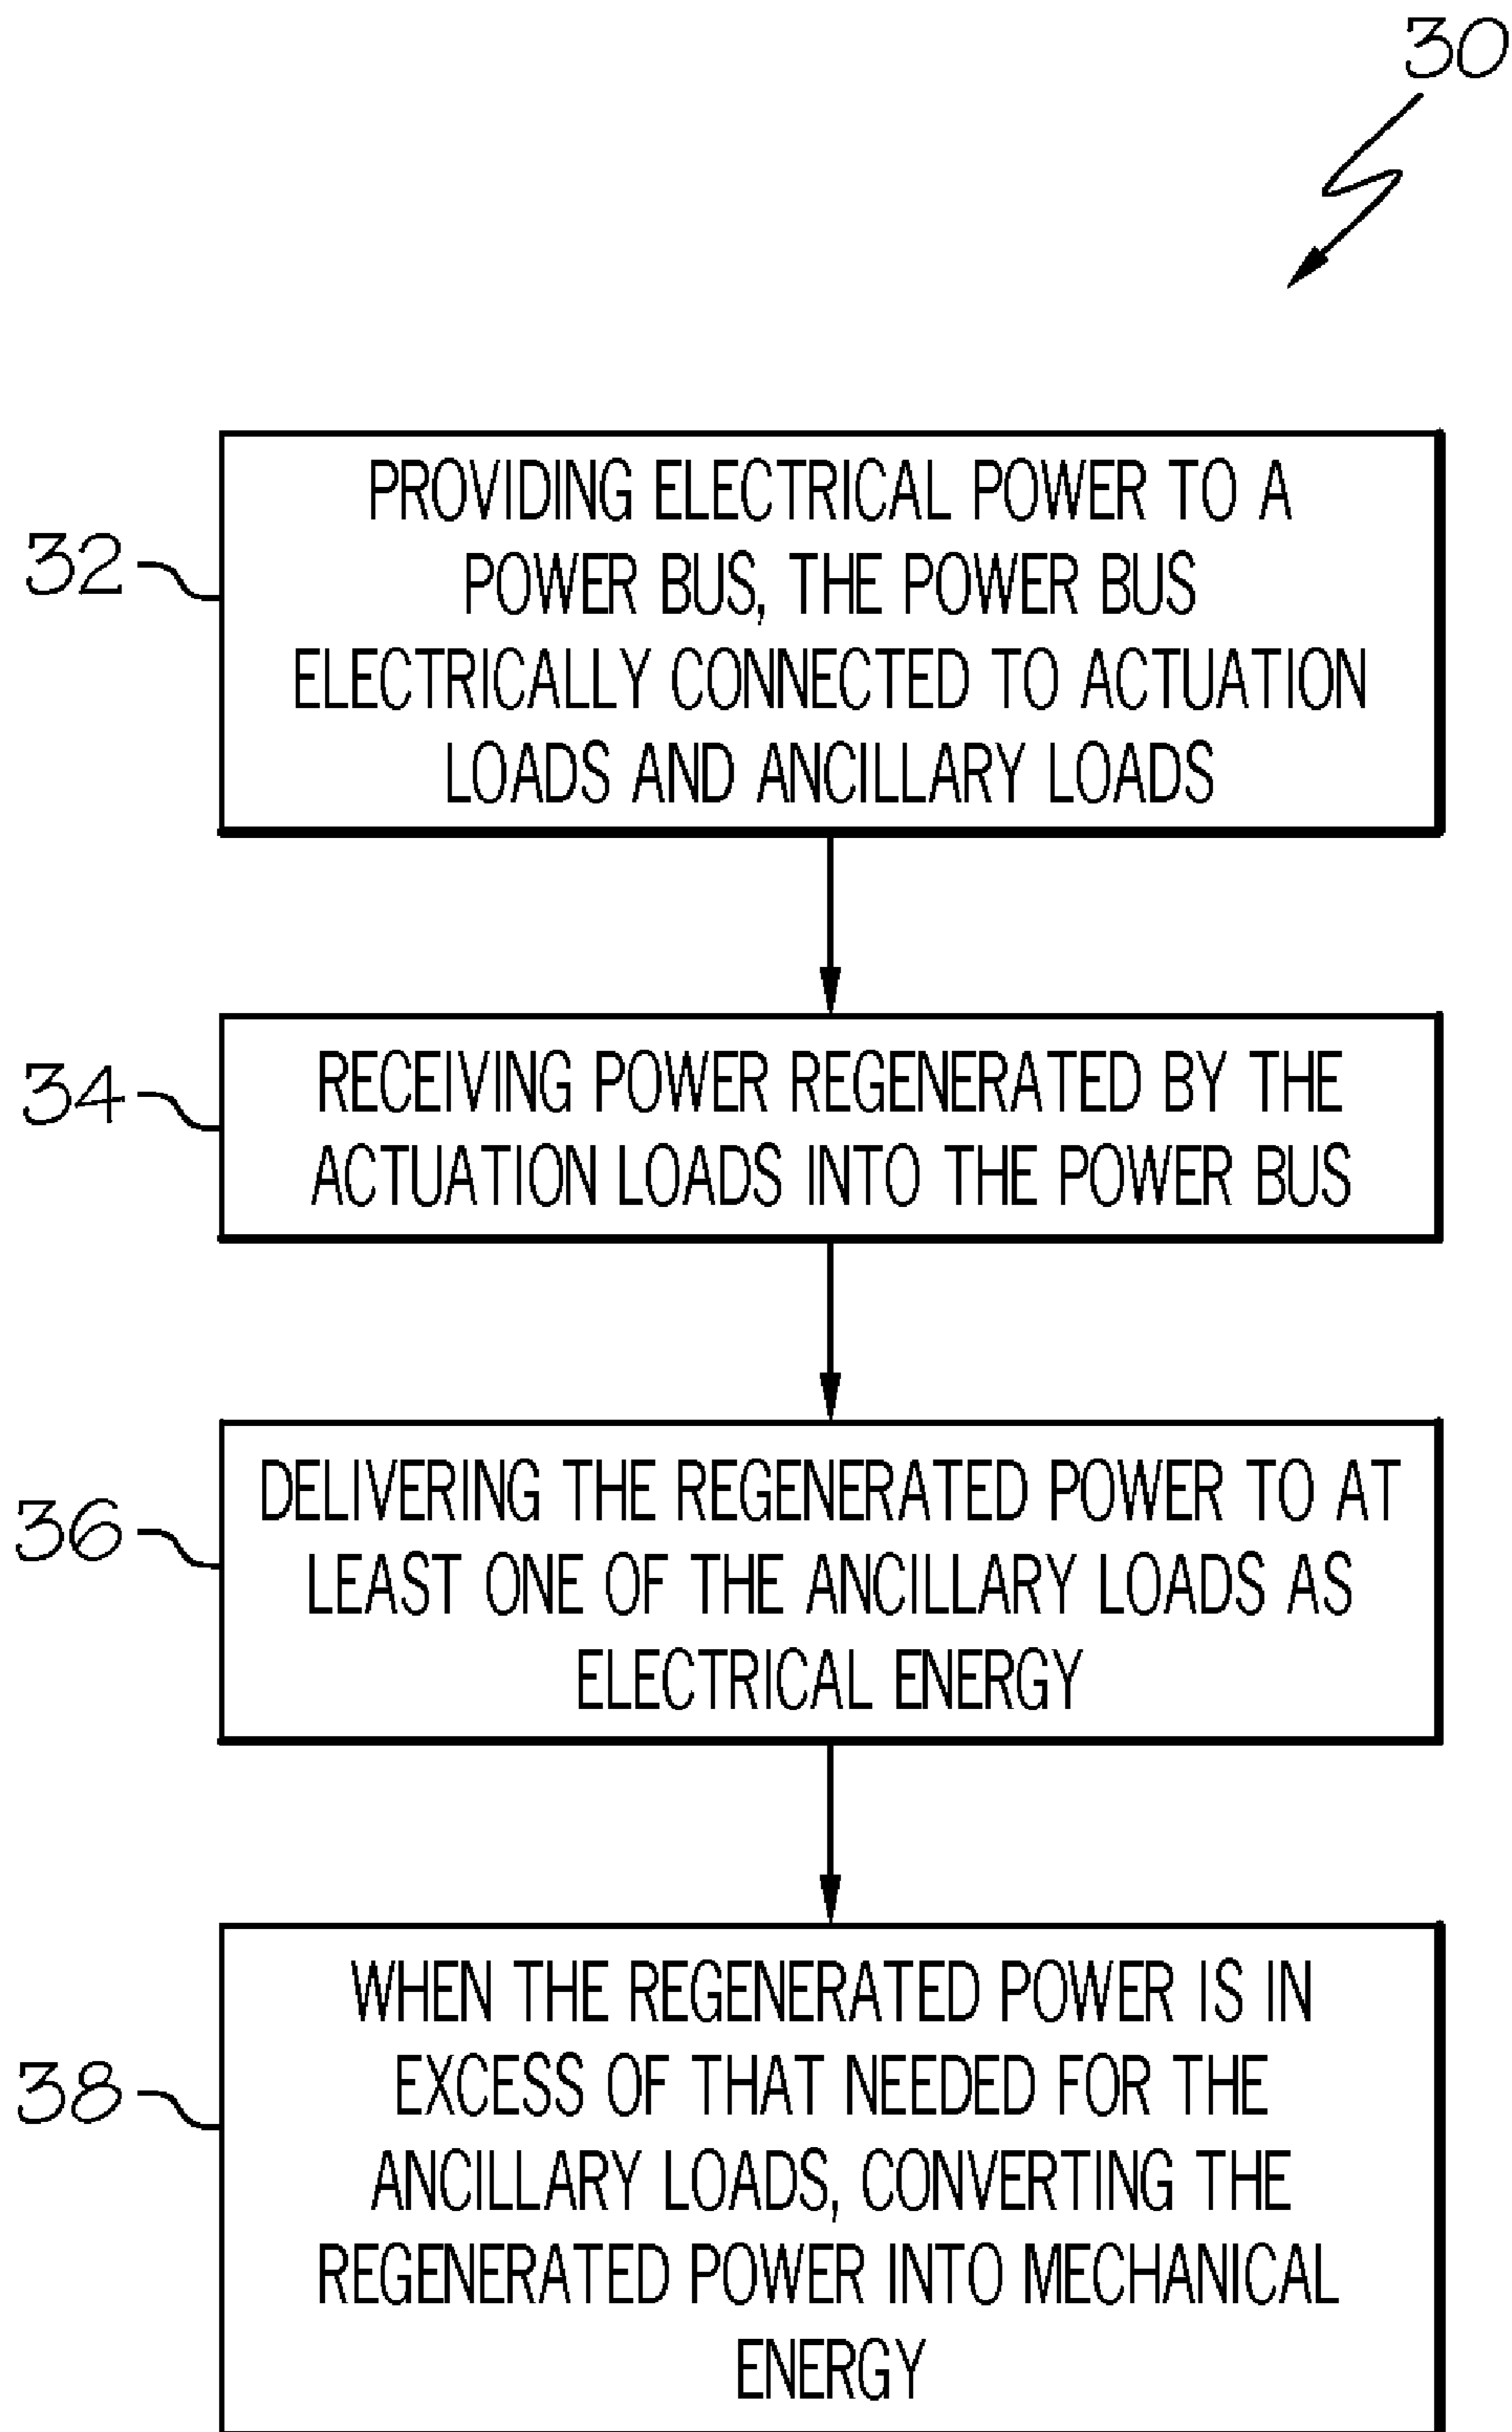 30
32
PROVIDING ELECTRICAL POWER TO A
POWER BUS, THE POWER BUS
ELECTRICALLY CONNECTED TO ACTUATION
LOADS AND ANCILLARY LOADS
34
RECEIVING POWER REGENERATED BY THE
ACTUATION LOADS INTO THE POWER BUS
36
DELIVERING THE REGENERATED POWER TO AT
LEAST ONE OF THE ANCILLARY LOADS AS
ELECTRICAL ENERGY
38
WHEN THE REGENERATED POWER IS IN
EXCESS OF THAT NEEDED FOR THE
ANCILLARY LOADS, CONVERTING THE
REGENERATED POWER INTO MECHANICAL
ENERGY